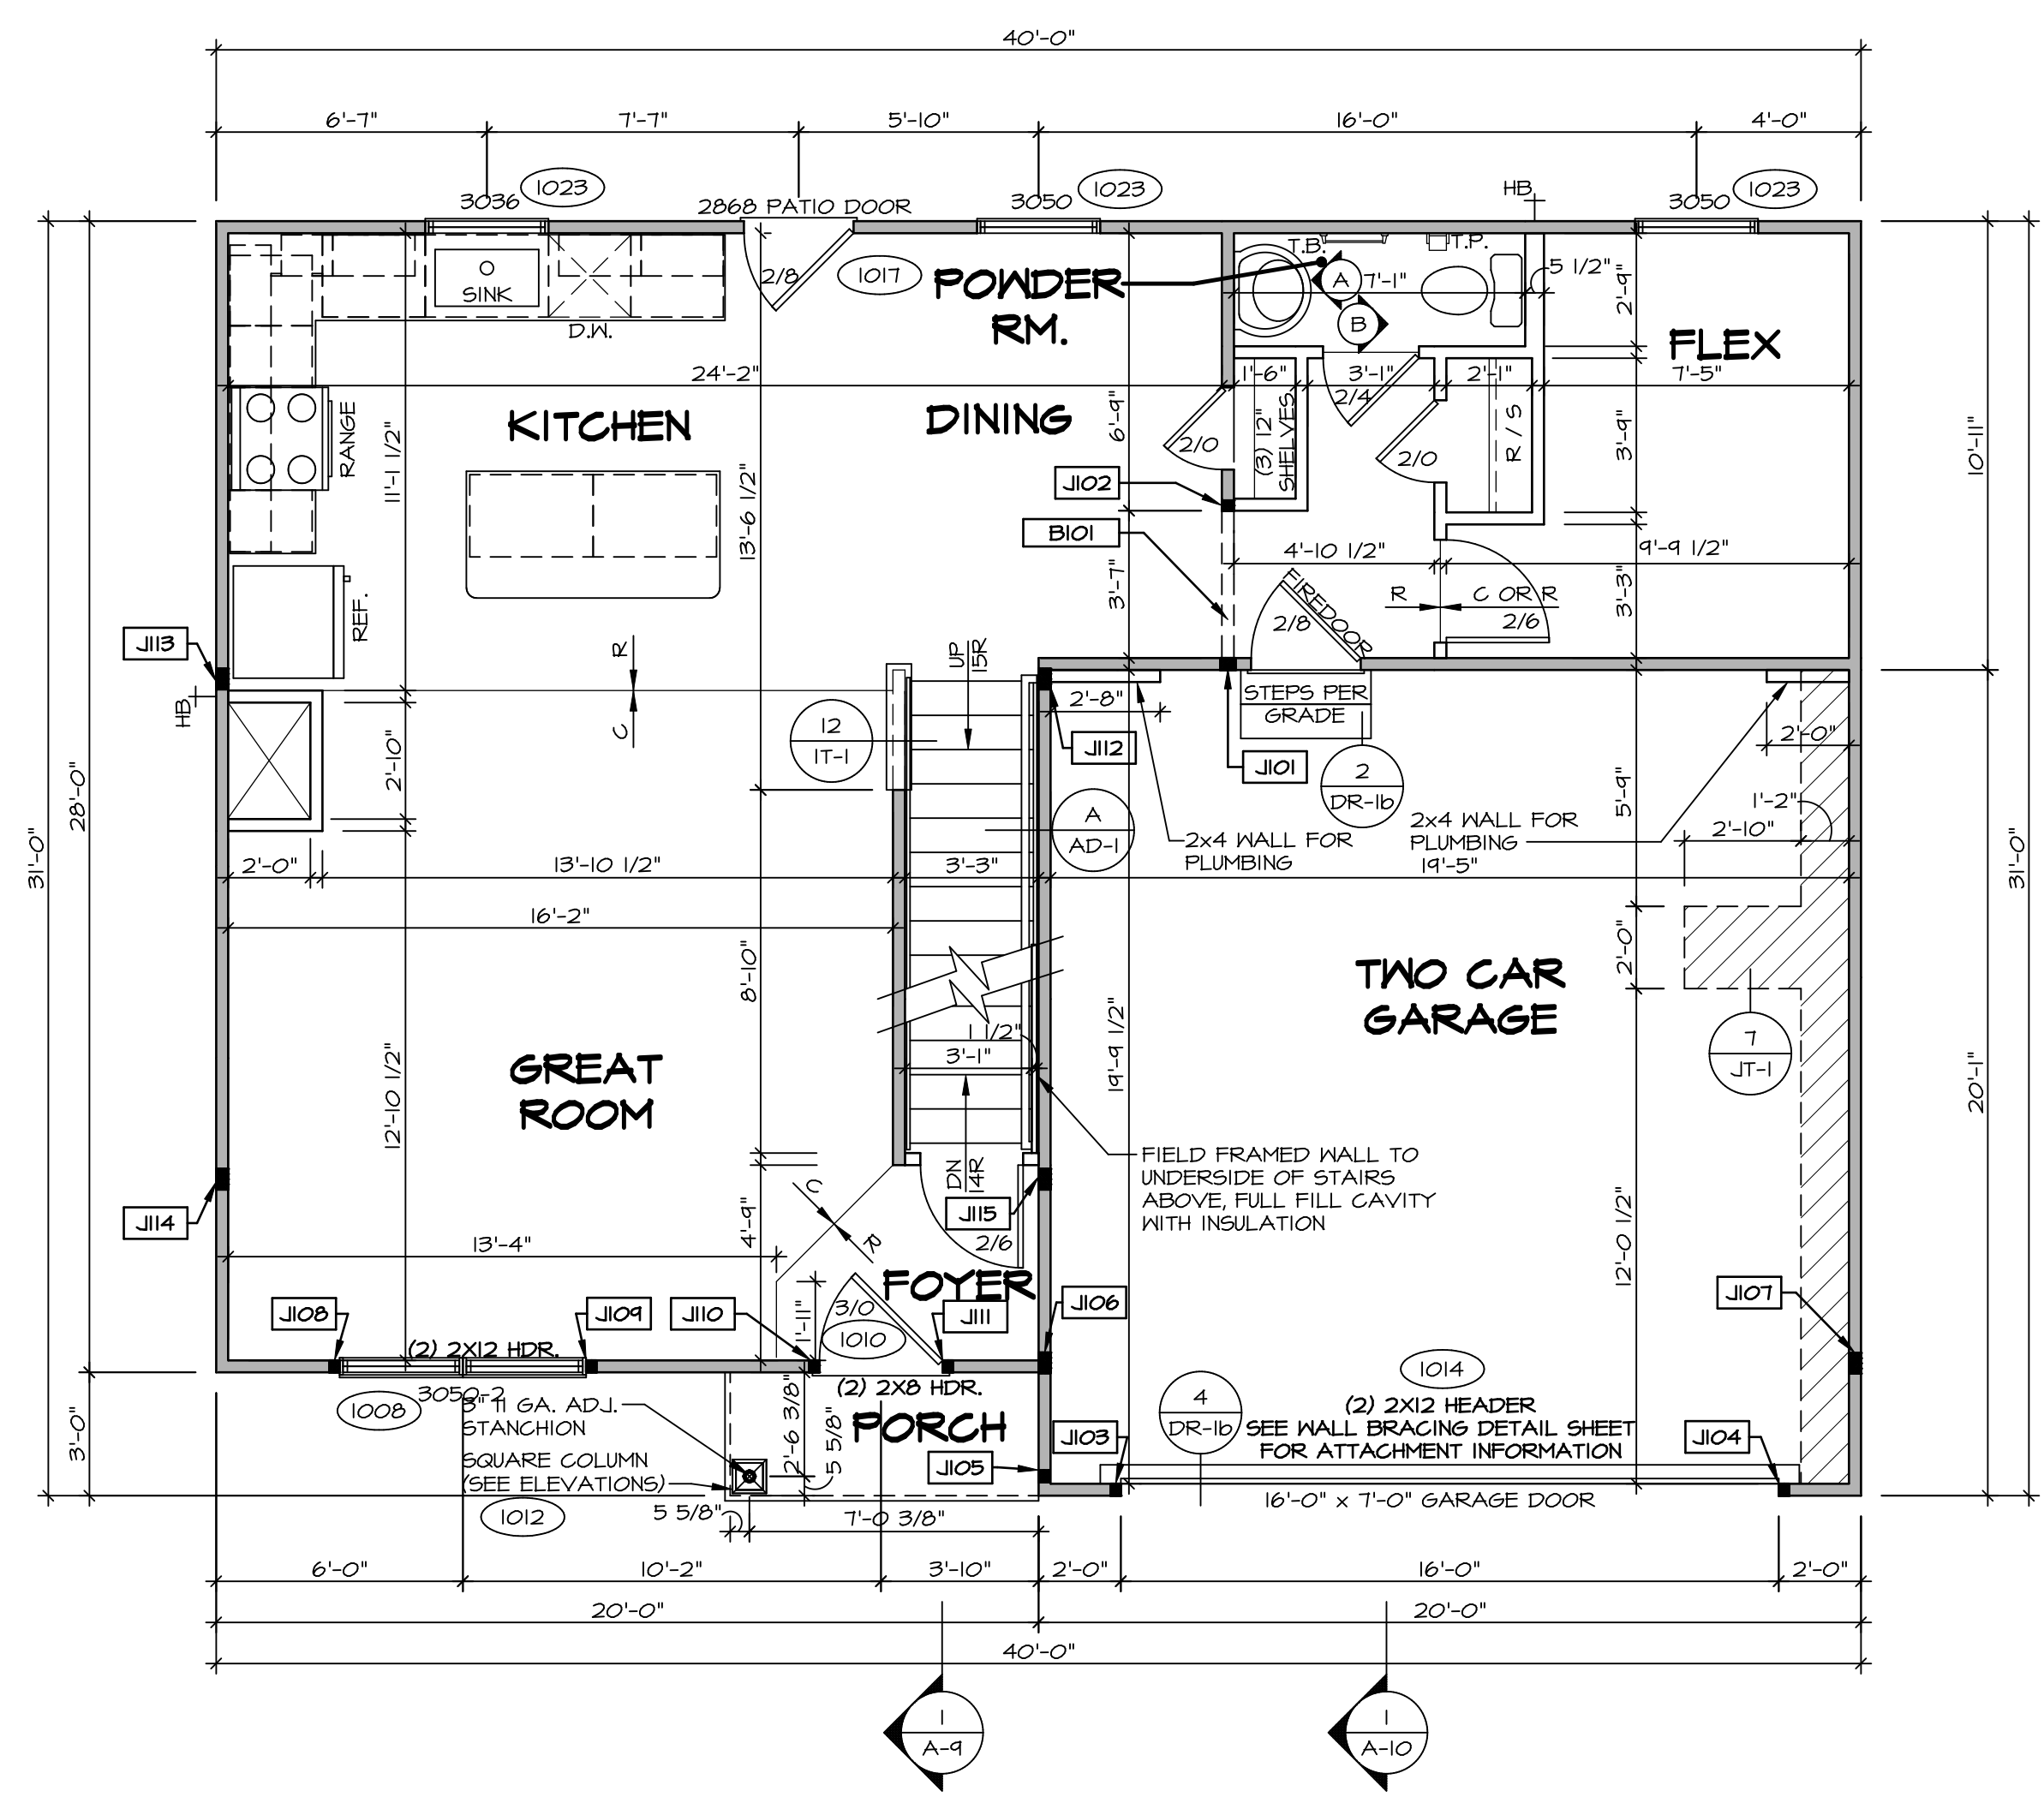 40'-0"
6'-7"
7'-7"
5'-10"
16'-0"
4'-0"
3036
1023
2868 PATIO DOOR
3050
1023
HB
3050
1023
SINK
D.W.
2/8
1017
POWDER
RM.
T.B.
T.P.
A
7'-1"
B
5 1/2"
2'-9"
FLEX
24'-2"
1'-6"
3'-1"
2'-1"
7'-5"
2/4
KITCHEN
DINING
RANGE
11'-1 1/2"
13'-6 1/2"
6'-9"
2/0
(3) 12"
SHELVES
2/0
R / S
3'-9"
10'-11"
J102
B101
4'-10 1/2"
9'-9 1/2"
3'-7"
FIREDOOR
2/8
R
C OR R
2/6
3'-3"
REF.
J113
HB
R
C
UP
15R
2'-8"
STEPS PER
GRADE
12
1T-1
J112
J101
2
DR-1b
2'-0"
31'-0"
28'-0"
2'-10"
A
AD-1
2x4 WALL FOR
PLUMBING
2x4 WALL FOR
PLUMBING
5'-9"
1'-2"
2'-10"
31'-0"
2'-0"
13'-10 1/2"
3'-3"
19'-5"
16'-2"
8'-10"
2'-0"
TWO CAR
GARAGE
1 1/2"
3'-1"
19'-9 1/2"
7
JT-1
20'-1"
GREAT
ROOM
12'-10 1/2"
DN
14R
FIELD FRAMED WALL TO
UNDERSIDE OF STAIRS
ABOVE, FULL FILL CAVITY
WITH INSULATION
J114
C
R
J115
4'-9"
13'-4"
2/6
12'-0 1/2"
FOYER
J108
J109
J110
1'-11"
3/0
1010
J111
J106
J107
(2) 2X12 HDR.
3050-2
1008
3" 11 GA. ADJ.
STANCHION
(2) 2X8 HDR.
PORCH
2'-6 3/8"
5 5/8"
3'-0"
SQUARE COLUMN
(SEE ELEVATIONS)
1012
J105
J103
4
DR-1b
1014
(2) 2X12 HEADER
SEE WALL BRACING DETAIL SHEET
FOR ATTACHMENT INFORMATION
J104
16'-0" x 7'-0" GARAGE DOOR
5 5/8"
7'-0 3/8"
6'-0"
10'-2"
3'-10"
2'-0"
16'-0"
2'-0"
20'-0"
20'-0"
40'-0"
1
A-9
1
A-10